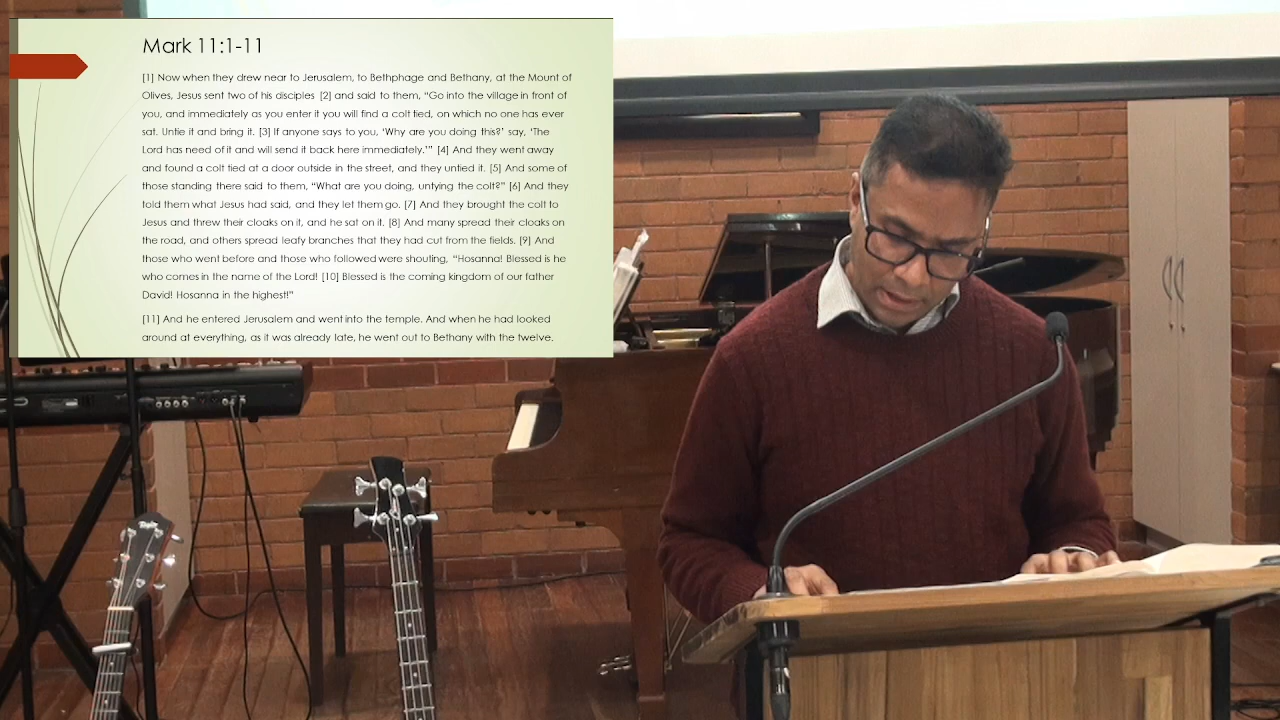 Mark 11:1-11
[1] Now when they drew near to Jerusalem, to Bethphage and Bethany, at the Mount of
Olives, Jesus sent two of his disciples [2] and said to them, “Go into the village in front of
you, and immediately as you enter it you will find a colt tied, on which no one has ever
sat. Untie it and bring it. [3] If anyone says to you, ‘Why are you doing this?’ say, ‘The
Lord has need of it and will send it back here immediately.’” [4] And they went away
and found a colt tied at a door outside in the street, and they untied it. [5] And some of
those standing there said to them, “What are you doing, untying the colt?” [6] And they
told them what Jesus had said, and they let them go. [7] And they brought the colt to
Jesus and threw their cloaks on it, and he sat on it. [8] And many spread their cloaks on
the road, and others spread leafy branches that they had cut from the fields. [9] And
those who went before and those who followed were shouting, “Hosanna! Blessed is he
who comes in the name of the Lord! [10] Blessed is the coming kingdom of our father
David! Hosanna in the highest!”
[11] And he entered Jerusalem and went into the temple. And when he had looked
around at everything, as it was already late, he went out to Bethany with the twelve.